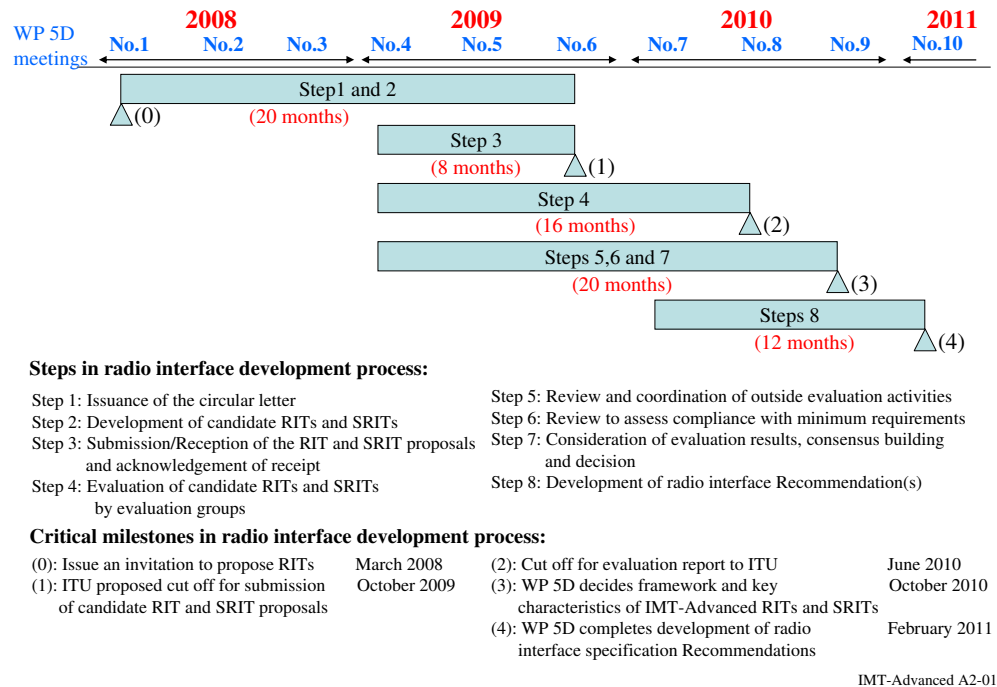 2008 2009 2010 2011
WP 5D
meetings
No.1 No.2 No.3 No.4 No.5 No.6 No.7 No.8 No.9 No.10
Step1 and 2
(0) (20 months)
Step 3
(8 months) (1)
Step 4
(16 months) (2)
Steps 5,6 and 7
(20 months) (3)
Steps 8
(12 months) (4)
Steps in radio interface development process:
Step 1: Issuance of the circular letter
Step 2: Development of candidate RITs and SRITs
Step 3: Submission/Reception of the RIT and SRIT proposals
and acknowledgement of receipt
Step 4: Evaluation of candidate RITs and SRITs
by evaluation groups
Step 5: Review and coordination of outside evaluation activities
Step 6: Review to assess compliance with minimum requirements
Step 7: Consideration of evaluation results, consensus building
and decision
Step 8: Development of radio interface Recommendation(s)
Critical milestones in radio interface development process:
(0): Issue an invitation to propose RITs March 2008
(1): ITU proposed cut off for submission October 2009
of candidate RIT and SRIT proposals
(2): Cut off for evaluation report to ITU June 2010
(3): WP 5D decides framework and key October 2010
characteristics of IMT-Advanced RITs and SRITs
(4): WP 5D completes development of radio February 2011
interface specification Recommendations
IMT-Advanced A2-01